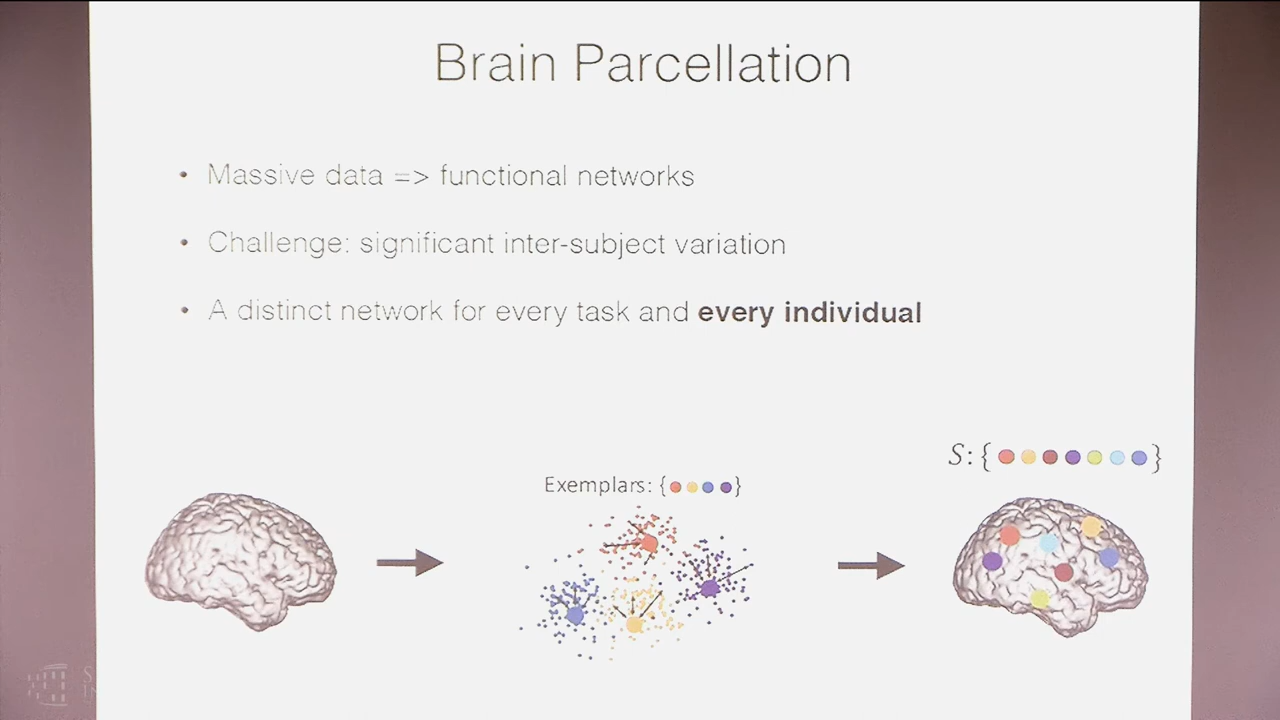 Brain Parcellation
• Massive data => functional networks
• Challenge: significant inter-subject variation
• A distinct network for every task and every individual
S: { }
Exemplars: { }